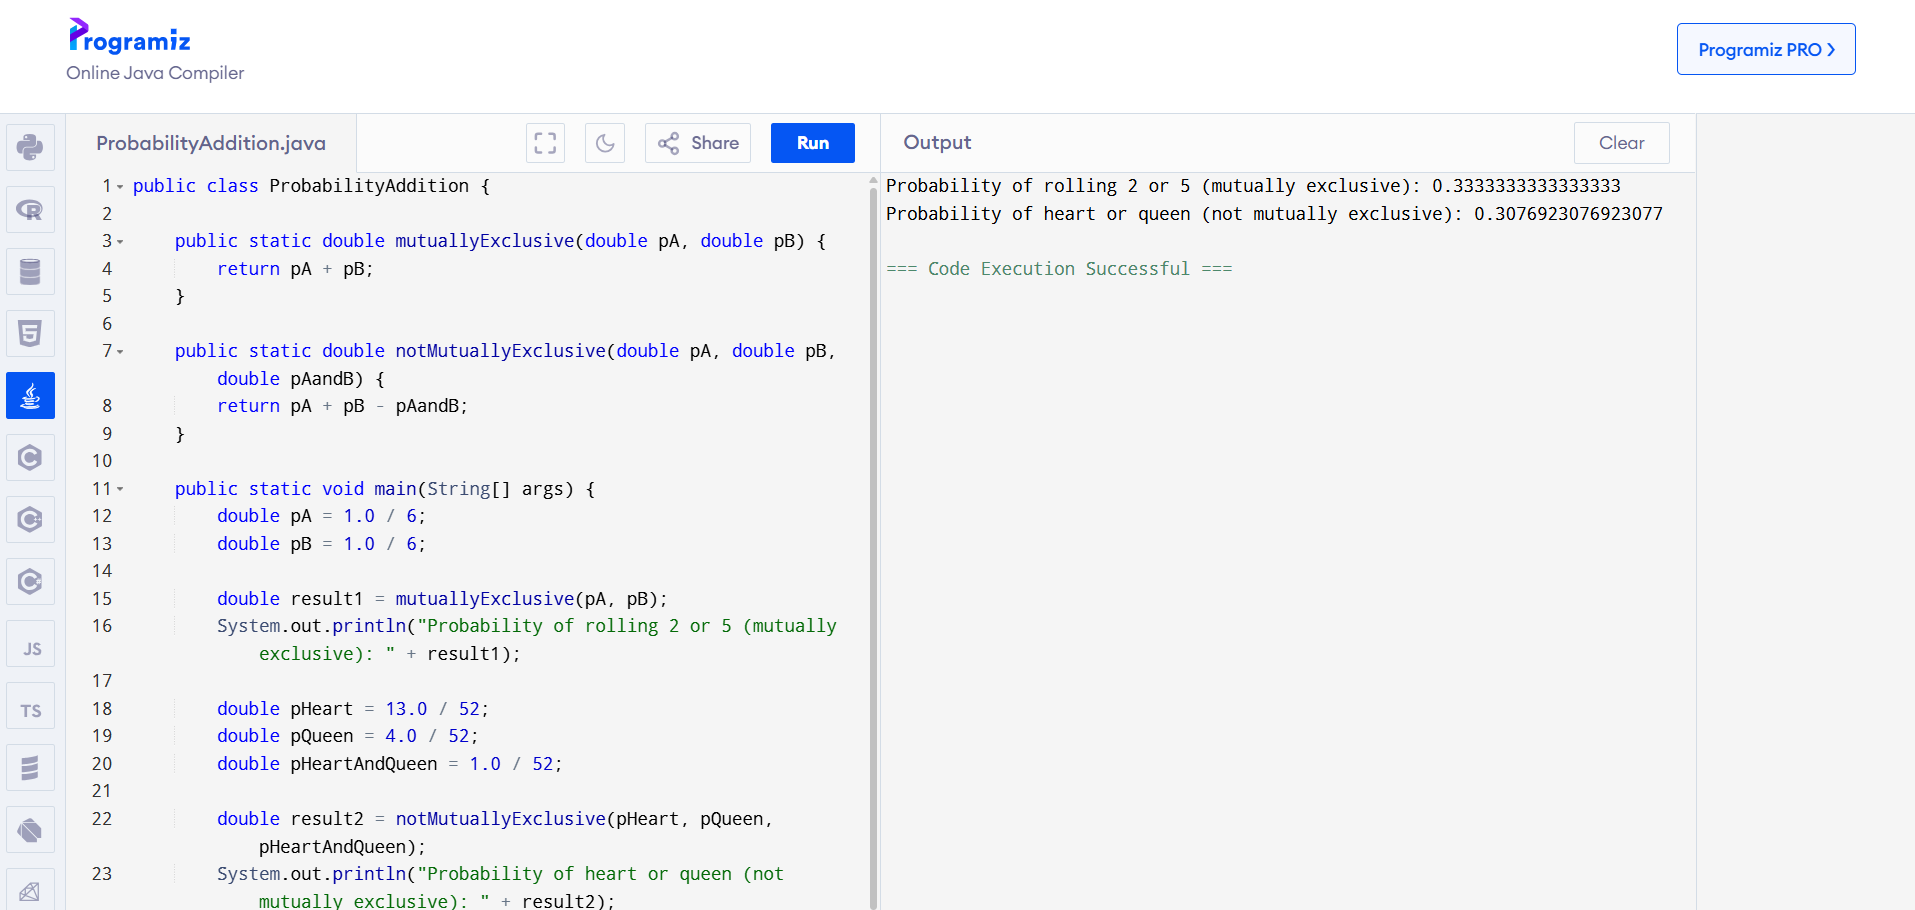 Programiz
Online Java Compiler
Programiz PRO ❯
ProbabilityAddition.java
Share
Run
Output
Clear
1 public class ProbabilityAddition {
2
3     public static double mutuallyExclusive(double pA, double pB) {
4         return pA + pB;
5     }
6
7     public static double notMutuallyExclusive(double pA, double pB,
            double pAandB) {
8         return pA + pB - pAandB;
9     }
10
11     public static void main(String[] args) {
12         double pA = 1.0 / 6;
13         double pB = 1.0 / 6;
14
15         double result1 = mutuallyExclusive(pA, pB);
16         System.out.println("Probability of rolling 2 or 5 (mutually
                exclusive): " + result1);
17
18         double pHeart = 13.0 / 52;
19         double pQueen = 4.0 / 52;
20         double pHeartAndQueen = 1.0 / 52;
21
22         double result2 = notMutuallyExclusive(pHeart, pQueen,
                pHeartAndQueen);
23         System.out.println("Probability of heart or queen (not
                mutually exclusive): " + result2);
Probability of rolling 2 or 5 (mutually exclusive): 0.3333333333333333
Probability of heart or queen (not mutually exclusive): 0.3076923076923077
=== Code Execution Successful ===
JS
TS